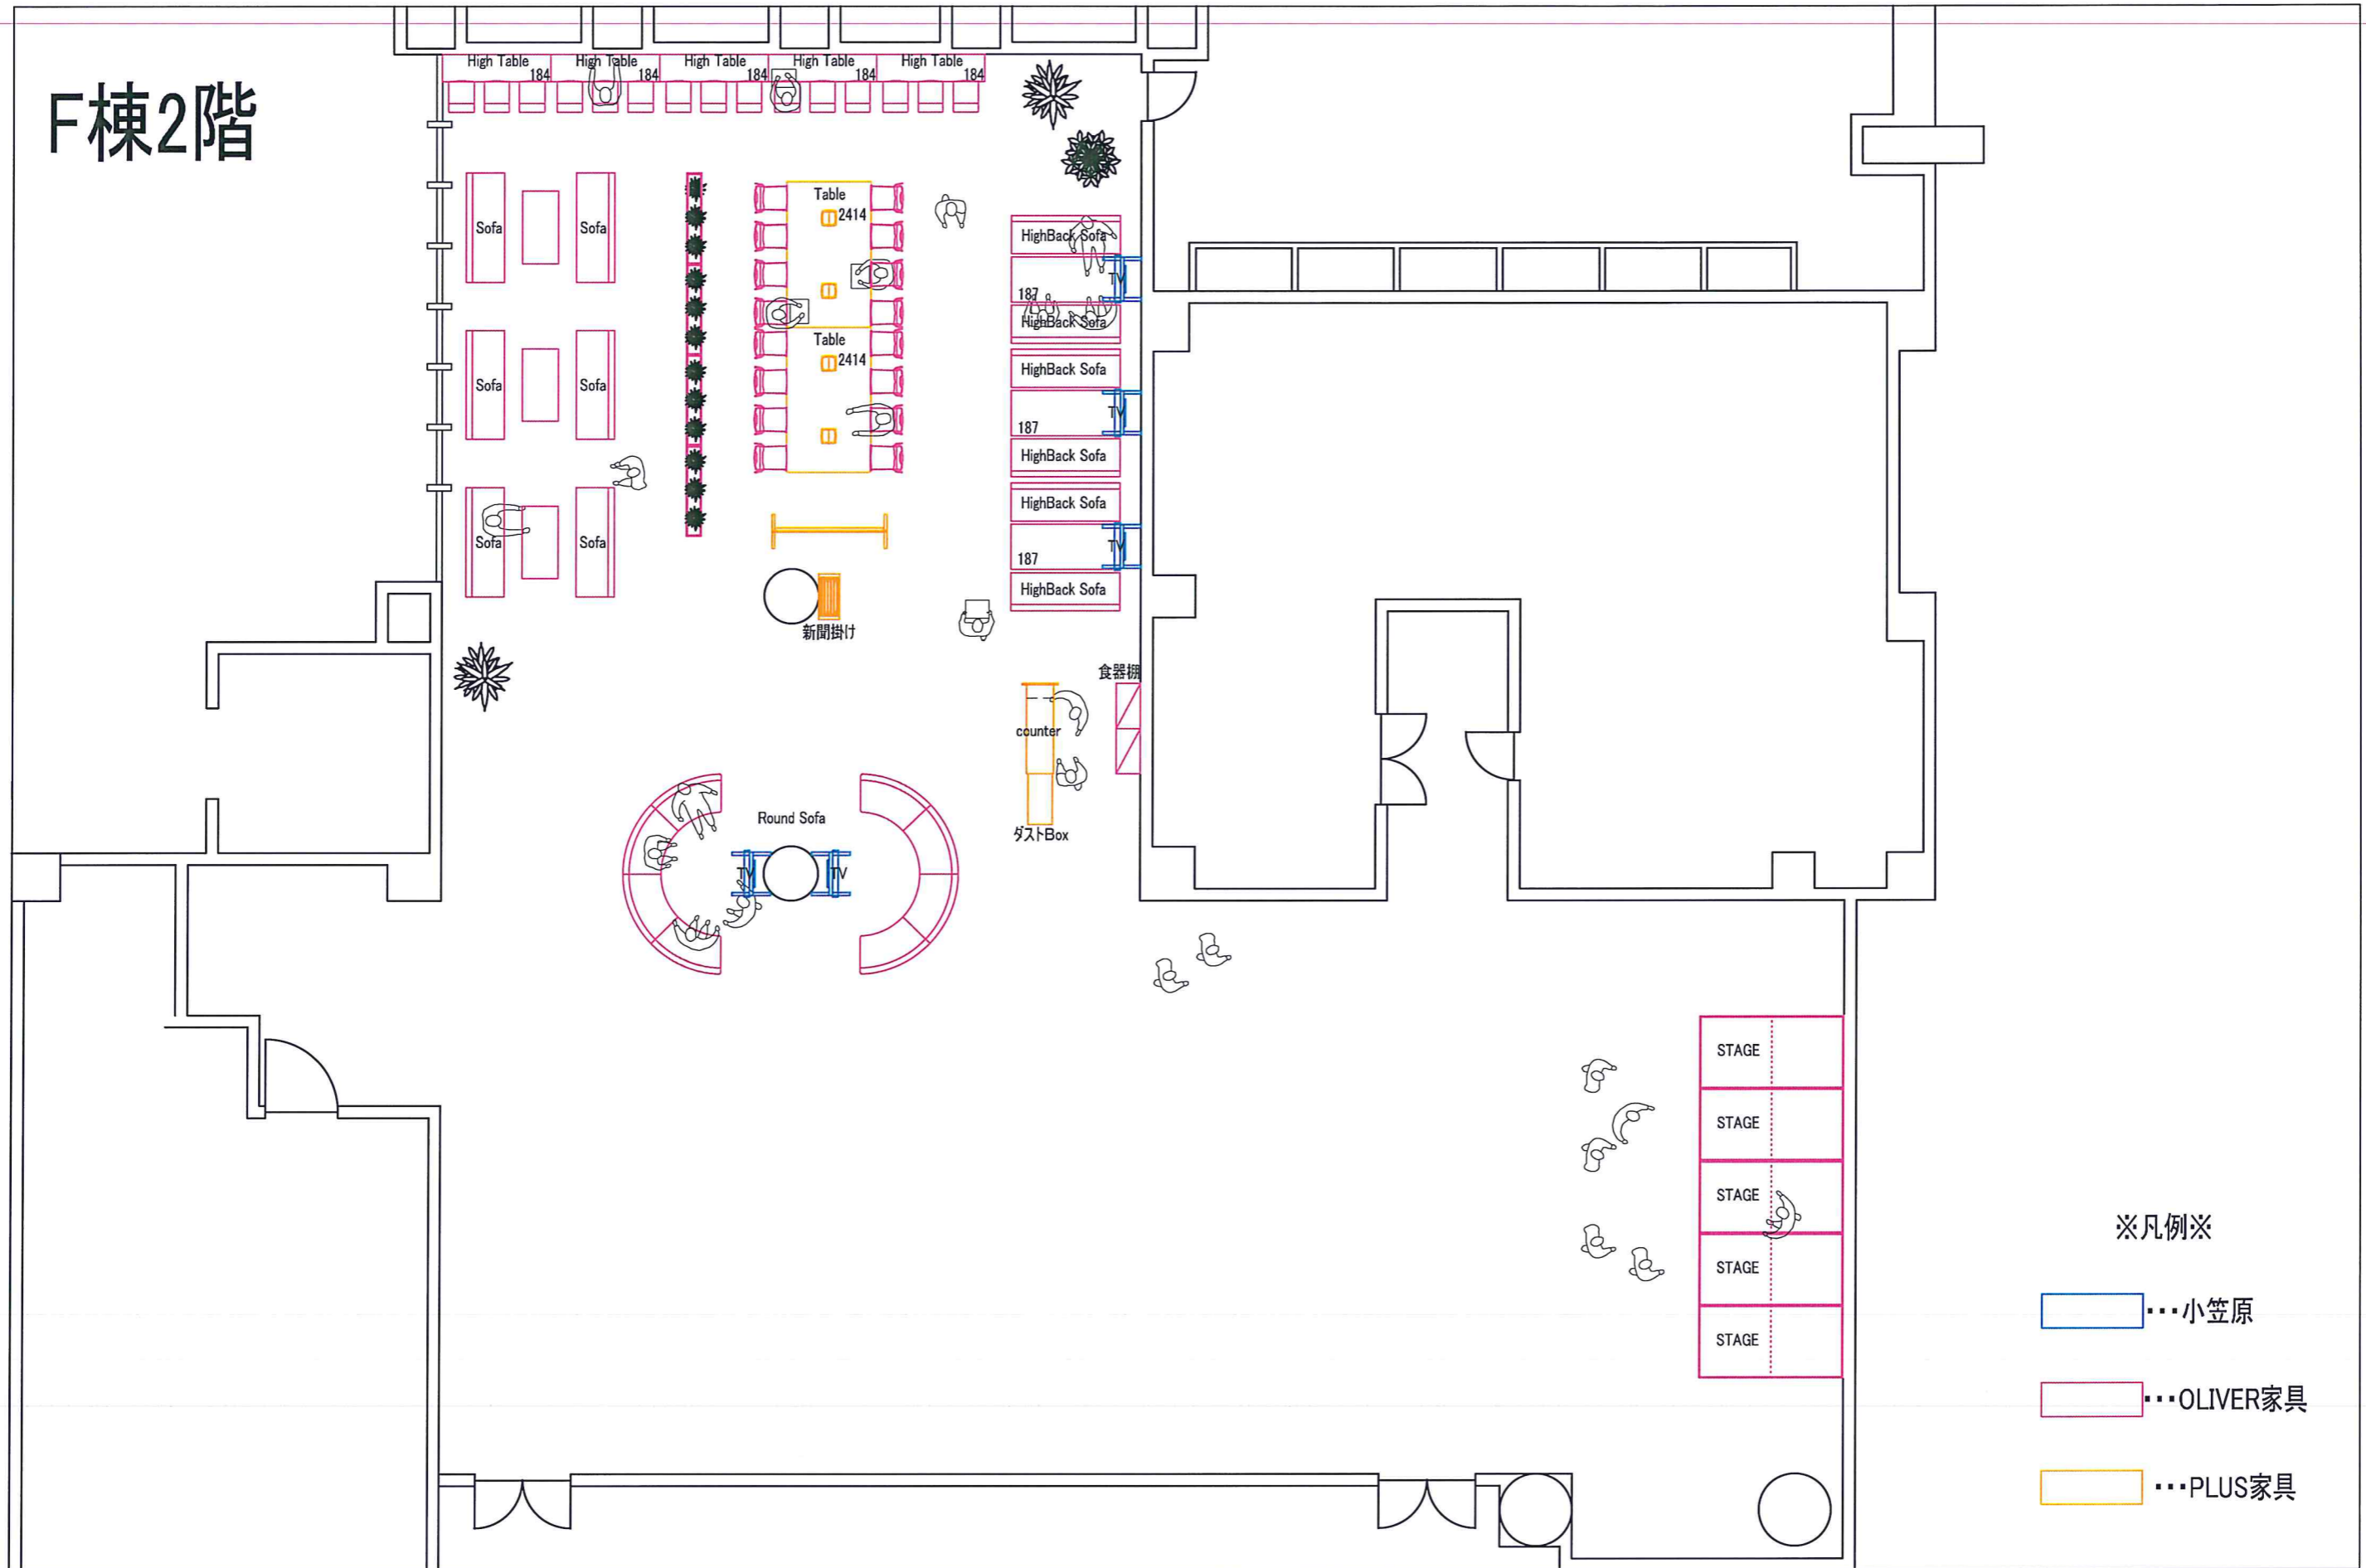 F棟2階
High Table
184
High Table
184
High Table
184
High Table
184
High Table
184
Sofa
Sofa
Table
2414
HighBack Sofa
TV
187
HighBack Sofa
Table
2414
Sofa
Sofa
HighBack Sofa
TV
187
HighBack Sofa
HighBack Sofa
Sofa
Sofa
TV
187
HighBack Sofa
新聞掛け
食器棚
counter
Round Sofa
ダストBox
TV
TV
STAGE
STAGE
STAGE
STAGE
STAGE
※凡例※
・・・小笠原
・・・OLIVER家具
・・・PLUS家具